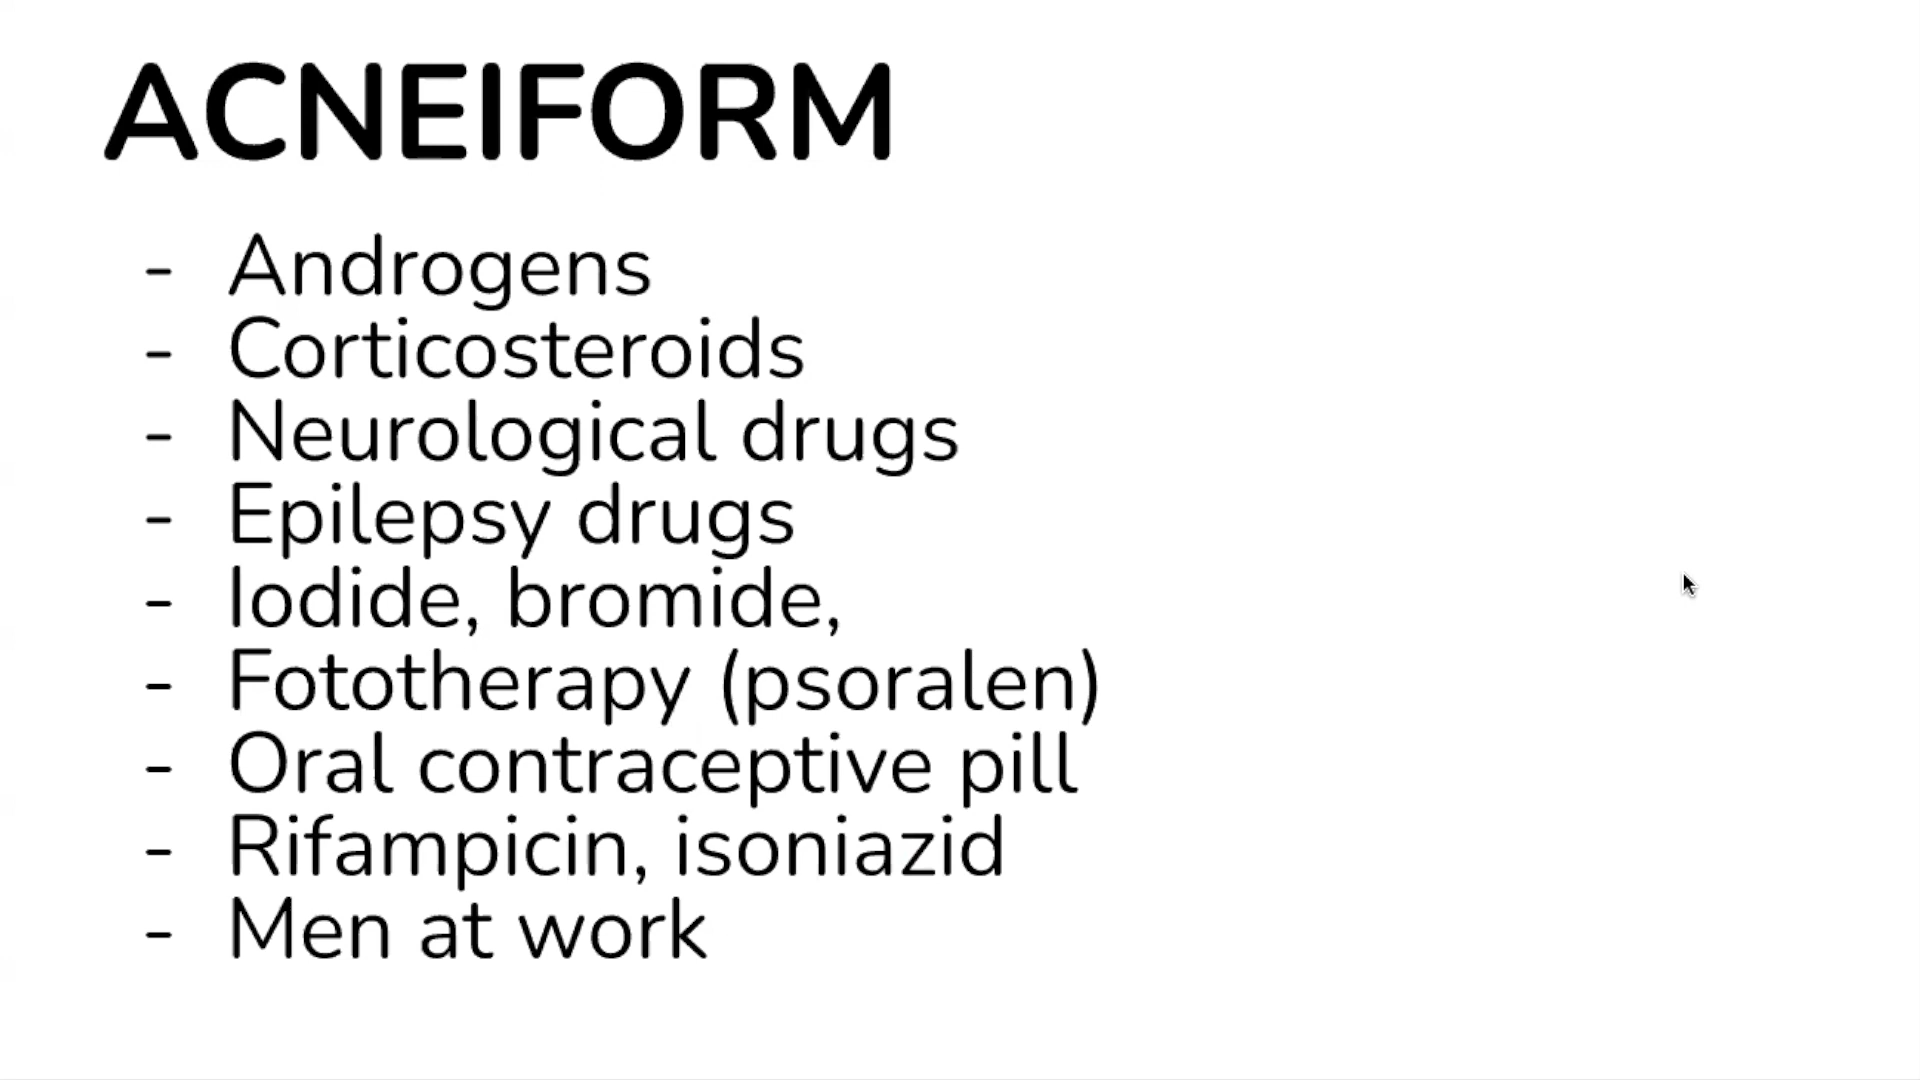 ACNEIFORM
- Androgens
- Corticosteroids
- Neurological drugs
- Epilepsy drugs
- Iodide, bromide,
- Fototherapy (psoralen)
- Oral contraceptive pill
- Rifampicin, isoniazid
- Men at work